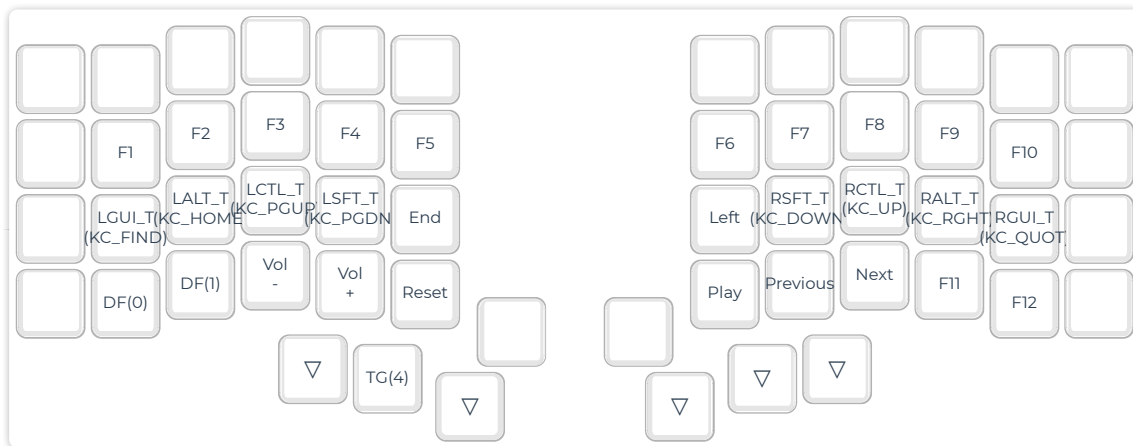 F1
F2
F3
F4
F5
F6
F7
F8
F9
F10
LGUI_T
(KC_FIND)
LALT_T
(KC_HOME
LCTL_T
(KC_PGUP
LSFT_T
(KC_PGDN
End
Left
RSFT_T
(KC_DOWN
RCTL_T
(KC_UP)
RALT_T
(KC_RGHT)
RGUI_T
(KC_QUOT)
DF(0)
DF(1)
Vol
-
Vol
+
Reset
Play
Previous
Next
F11
F12
▽
TG(4)
▽
▽
▽
▽